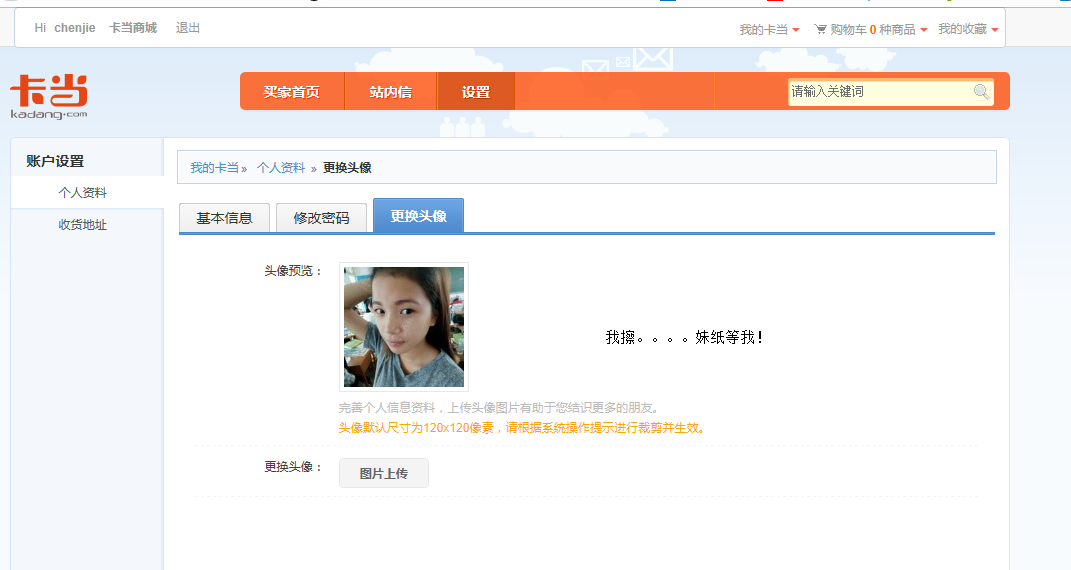 Hi chenjie 卡当商城 退出 我的卡当 购物车 0 种商品 我的收藏
卡当
kadang.com
买家首页 站内信 设置 请输入关键词
账户设置
个人资料
收货地址
我的卡当» 个人资料 » 更换头像
基本信息 修改密码 更换头像
头像预览：
我擦。。。。妹纸等我！
完善个人信息资料，上传头像图片有助于您结识更多的朋友。
头像默认尺寸为120x120像素，请根据系统操作提示进行裁剪并生效。
更换头像： 图片上传